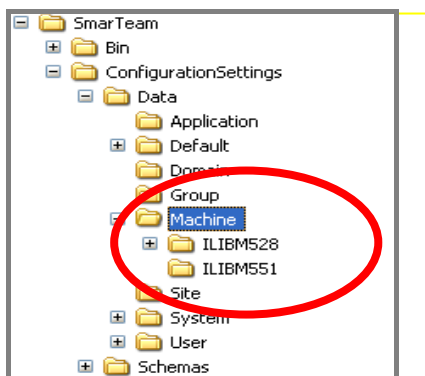 SmarTeam
Bin
ConfigurationSettings
Data
Application
Default
Domain
Group
Machine
ILIBM528
ILIBM551
Site
System
User
Schemas